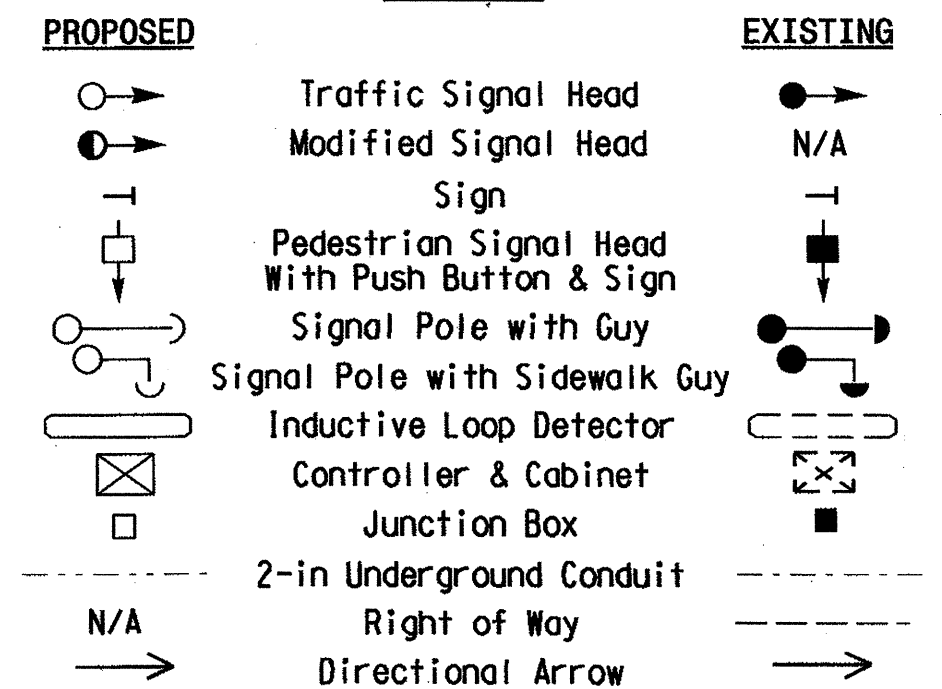 PROPOSED EXISTING
Traffic Signal Head
Modified Signal Head N/A
Sign
Pedestrian Signal Head
With Push Button & Sign
Signal Pole with Guy
Signal Pole with Sidewalk Guy
Inductive Loop Detector
Controller & Cabinet
Junction Box
2-in Underground Conduit
N/A Right of Way
Directional Arrow